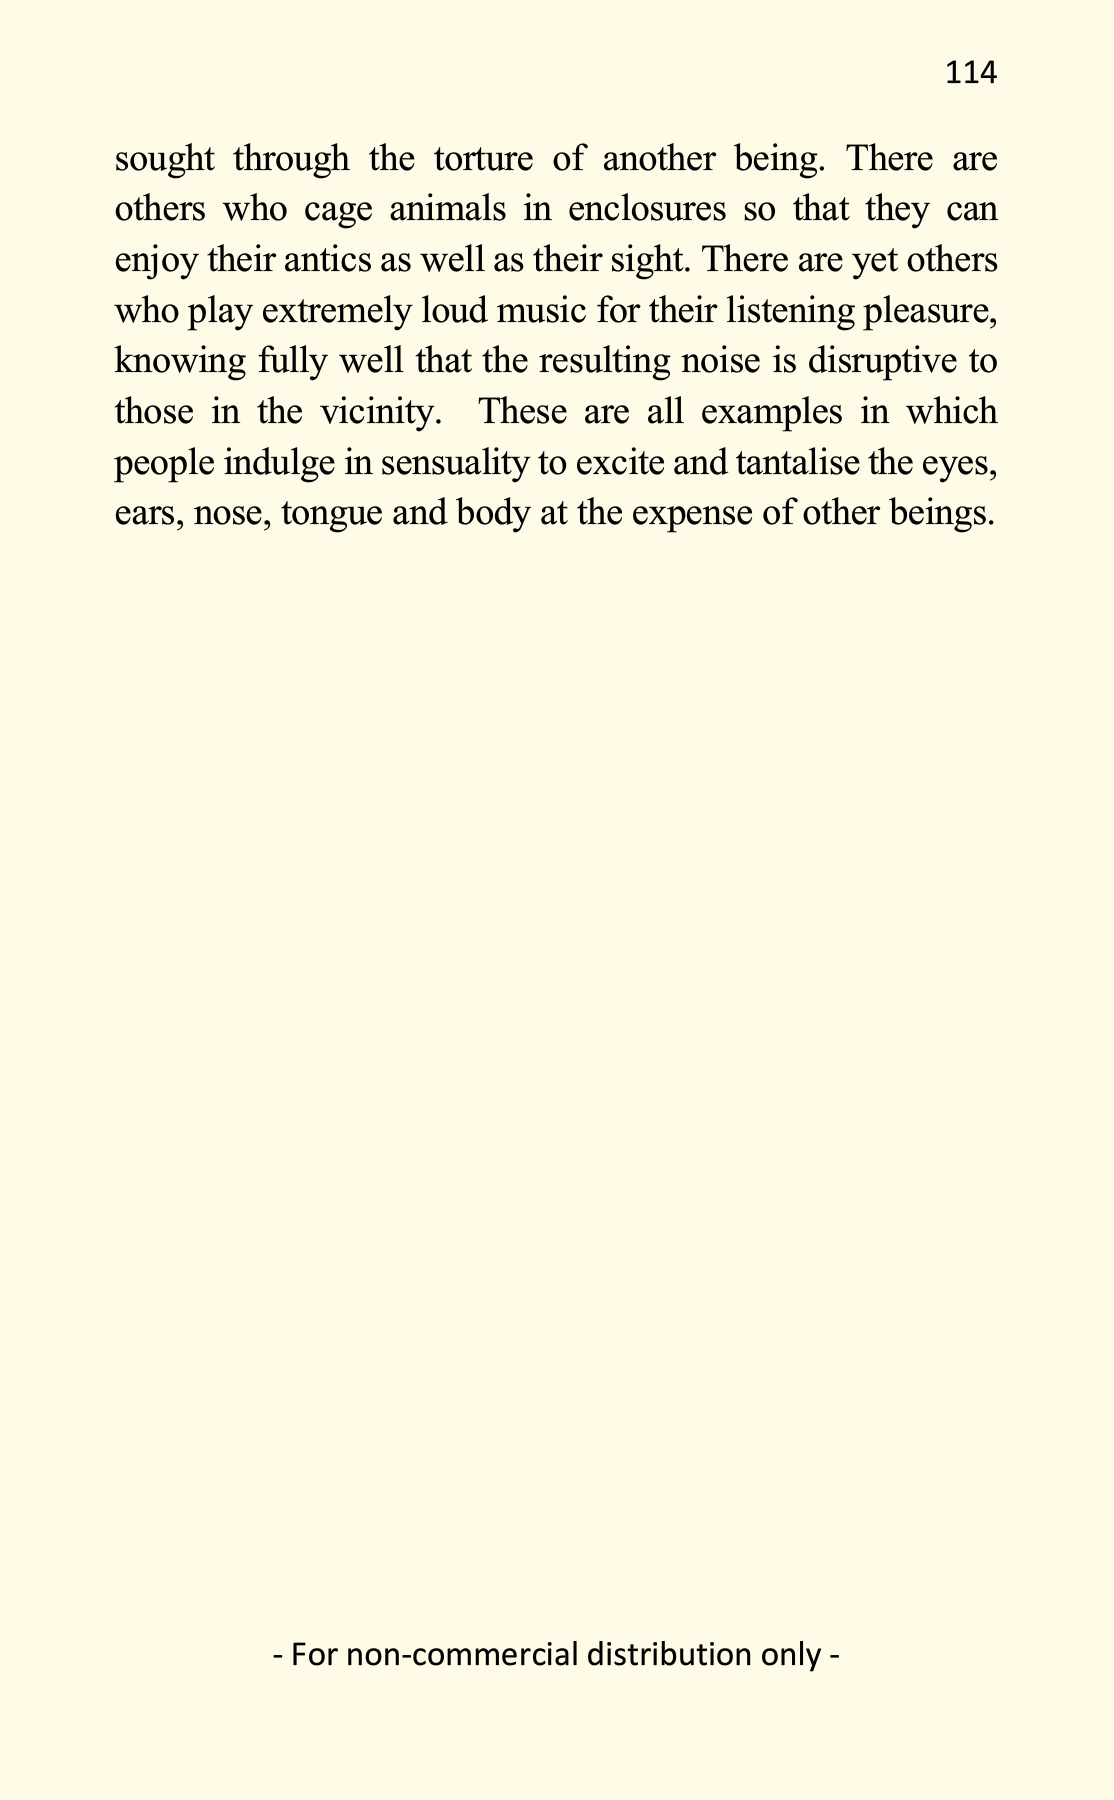 114
sought through the torture of another being. There are
others who cage animals in enclosures so that they can
enjoy their antics as well as their sight. There are yet others
who play extremely loud music for their listening pleasure,
knowing fully well that the resulting noise is disruptive to
those in the vicinity.  These are all examples in which
people indulge in sensuality to excite and tantalise the eyes,
ears, nose, tongue and body at the expense of other beings.
- For non-commercial distribution only -